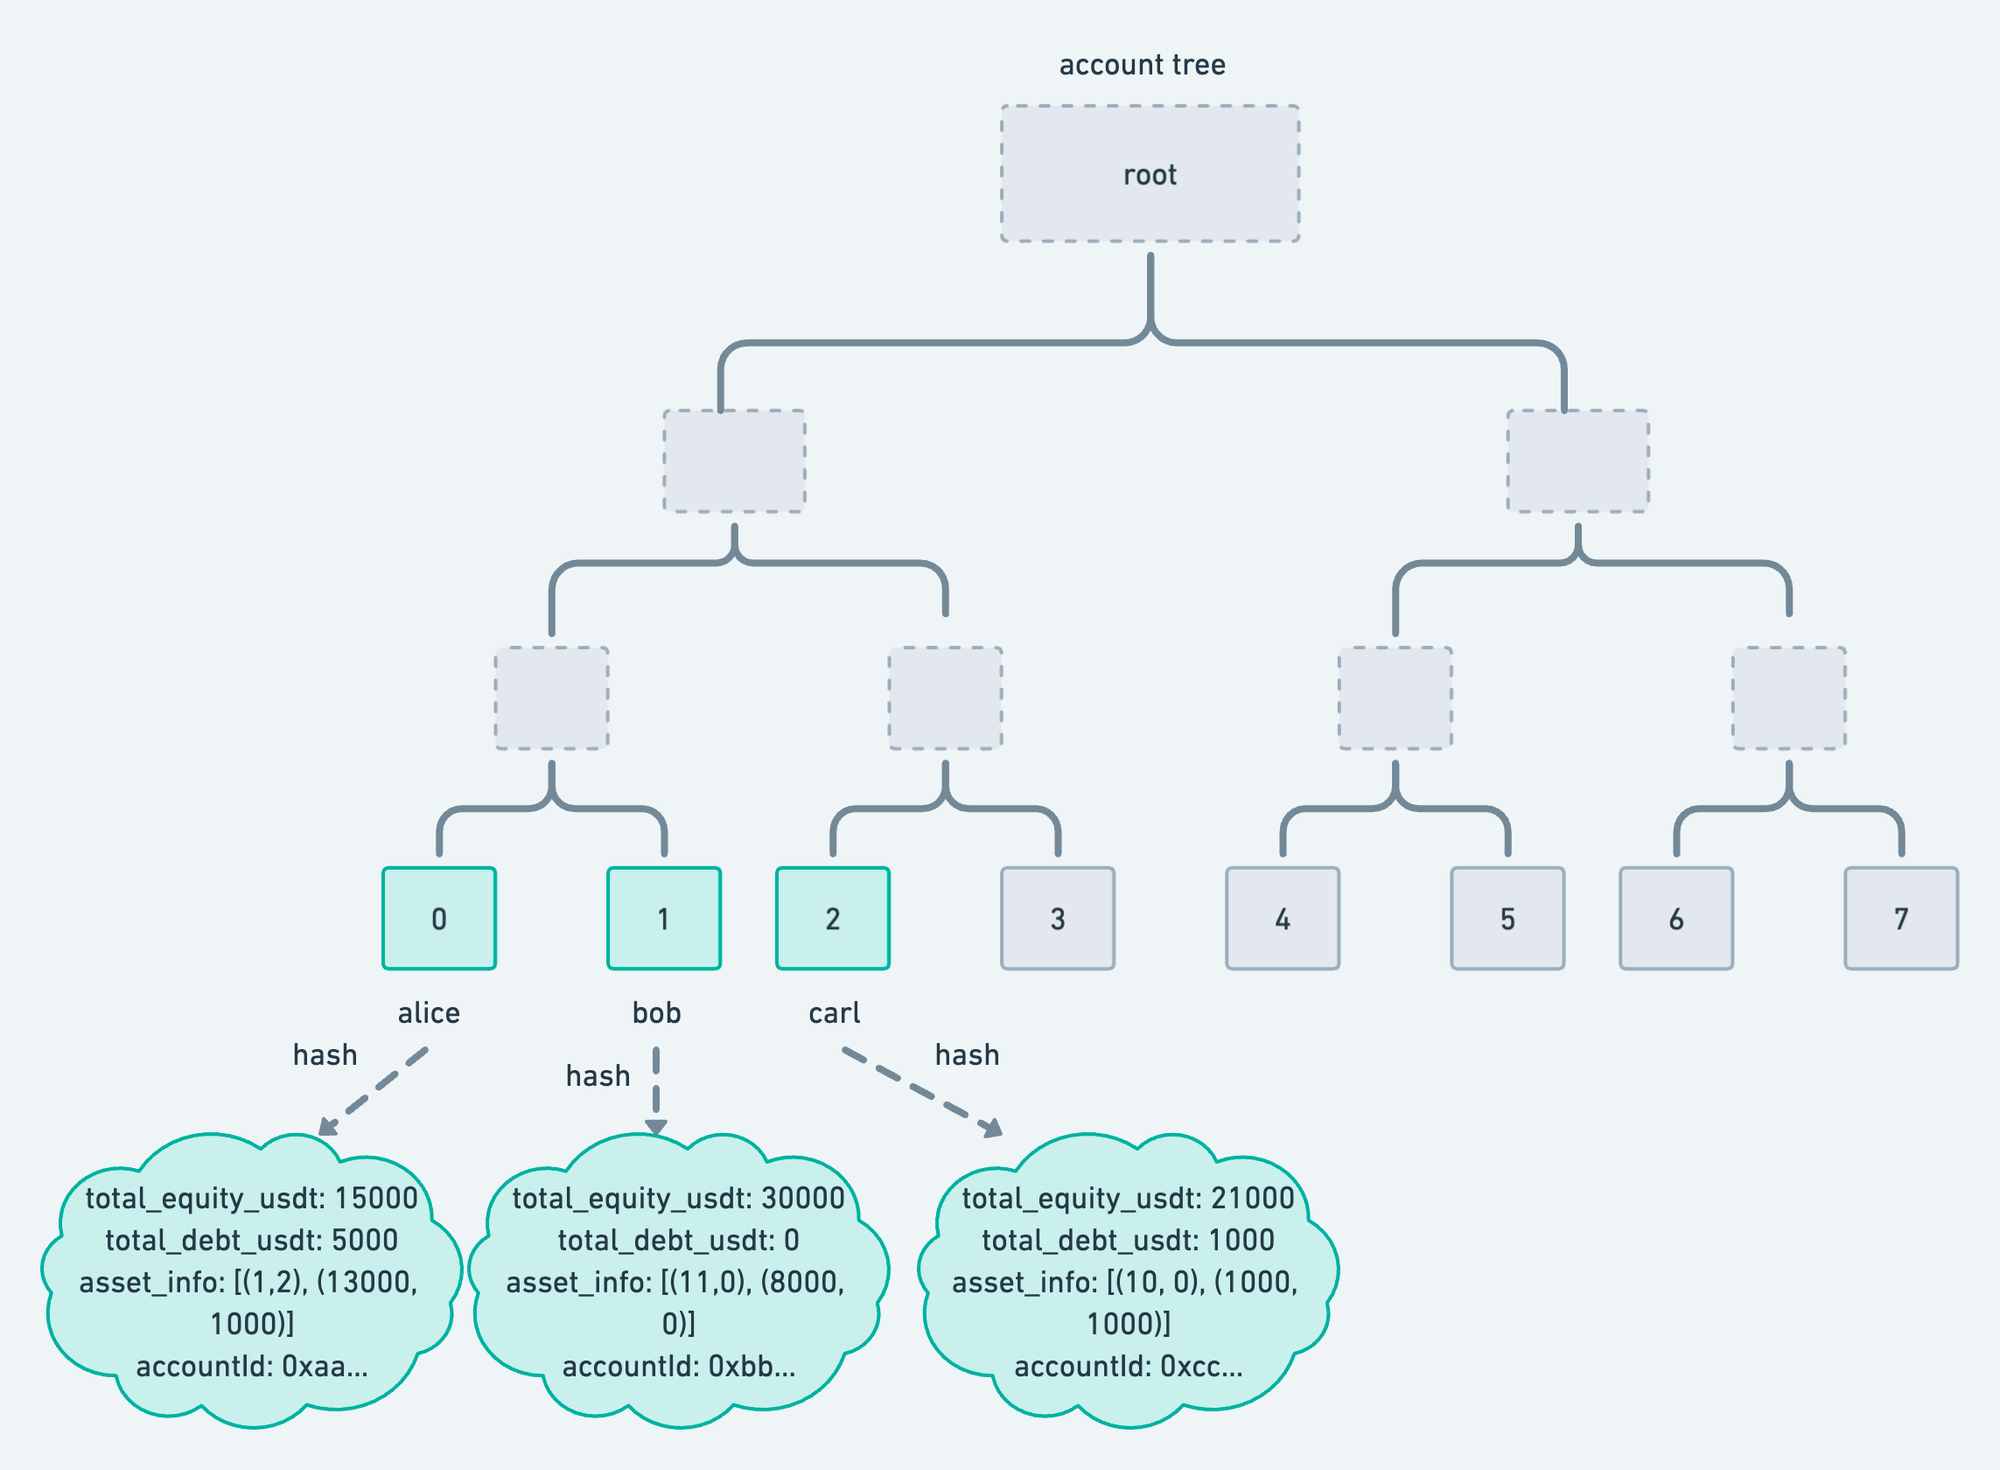 account tree
root
0
1
2
3
4
5
6
7
alice
bob
carl
hash
hash
hash
total_equity_usdt: 15000
total_debt_usdt: 5000
asset_info: [(1,2), (13000,
1000)]
accountId: 0xaa...
total_equity_usdt: 30000
total_debt_usdt: 0
asset_info: [(11,0), (8000,
0)]
accountId: 0xbb...
total_equity_usdt: 21000
total_debt_usdt: 1000
asset_info: [(10, 0), (1000,
1000)]
accountId: 0xcc...